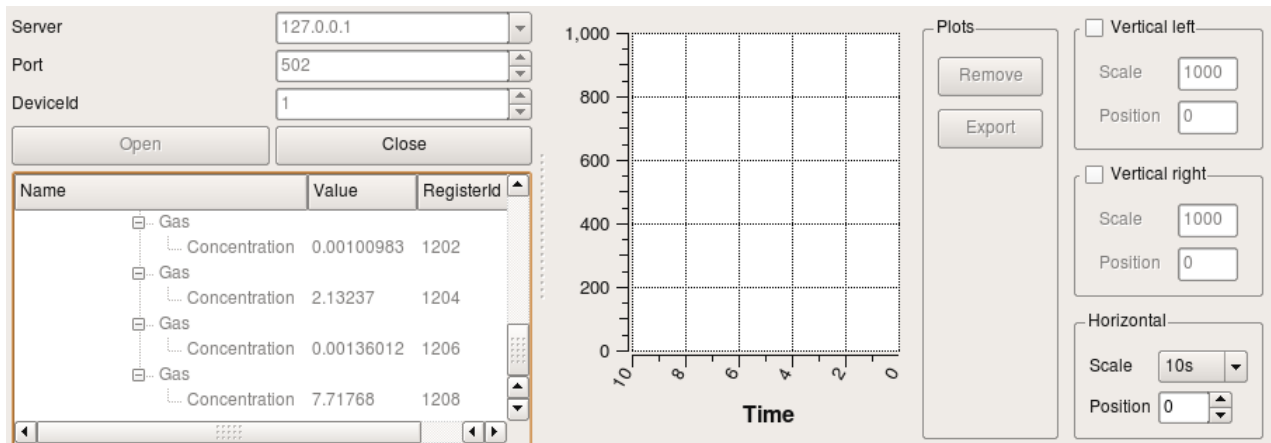 Server 127.0.0.1
Port 502
DeviceId 1
Open Close
Name Value RegisterId
Gas
Concentration 0.00100983 1202
Gas
Concentration 2.13237 1204
Gas
Concentration 0.00136012 1206
Gas
Concentration 7.71768 1208
1,000
800
600
400
200
0
10 8 6 4 2 0
Time
Plots
Remove
Export
Vertical left
Scale 1000
Position 0
Vertical right
Scale 1000
Position 0
Horizontal
Scale 10s
Position 0